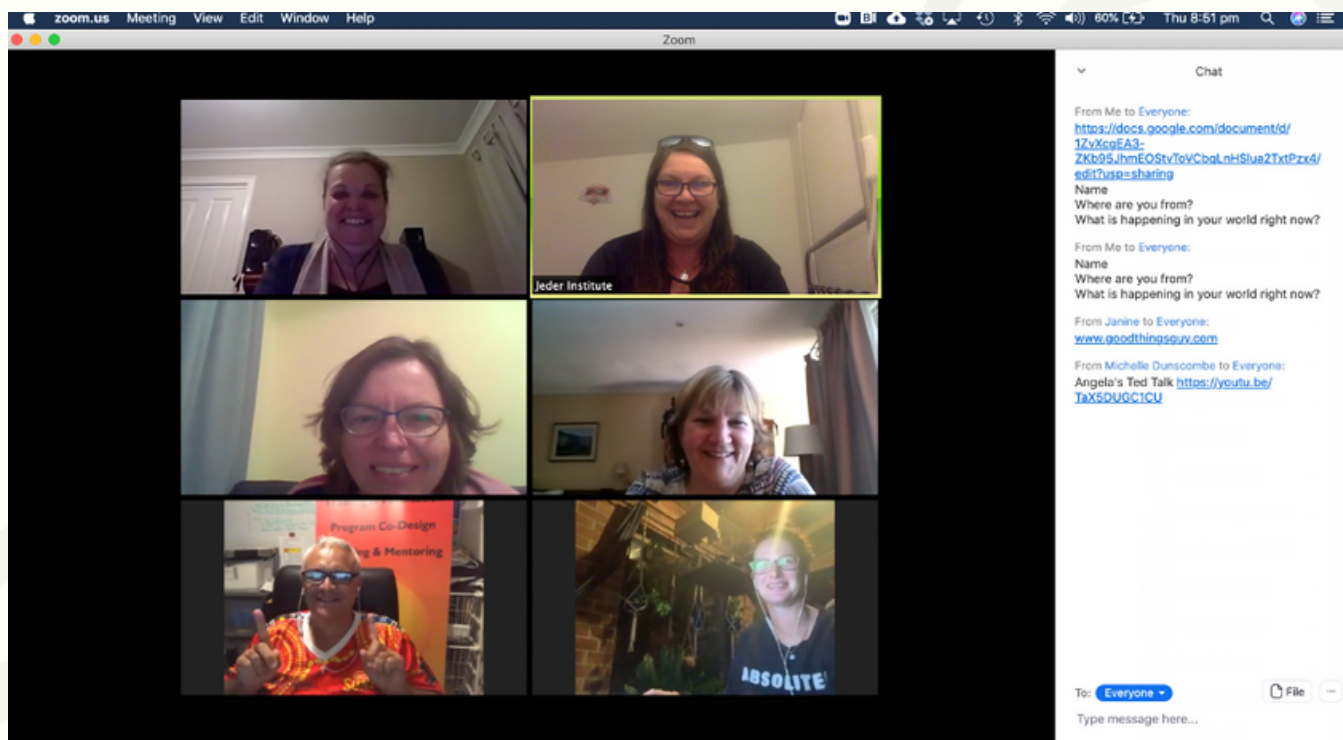 zoom.us Meeting View Edit Window Help
60% Thu 8:51 pm
Zoom
Jeder Institute
Program Co-Design
& Mentoring
ABSOLUTE
Chat
From Me to Everyone:
https://docs.google.com/document/d/
1ZvXcgEA3-
ZKb95JhmEOStvToVCbqLnHSlua2TxtPzx4/
edit?usp=sharing
Name
Where are you from?
What is happening in your world right now?
From Me to Everyone:
Name
Where are you from?
What is happening in your world right now?
From Janine to Everyone:
www.goodthingsguy.com
From Michelle Dunscombe to Everyone:
Angela's Ted Talk https://youtu.be/
TaX5DUGC1CU
To: Everyone
File
Type message here...